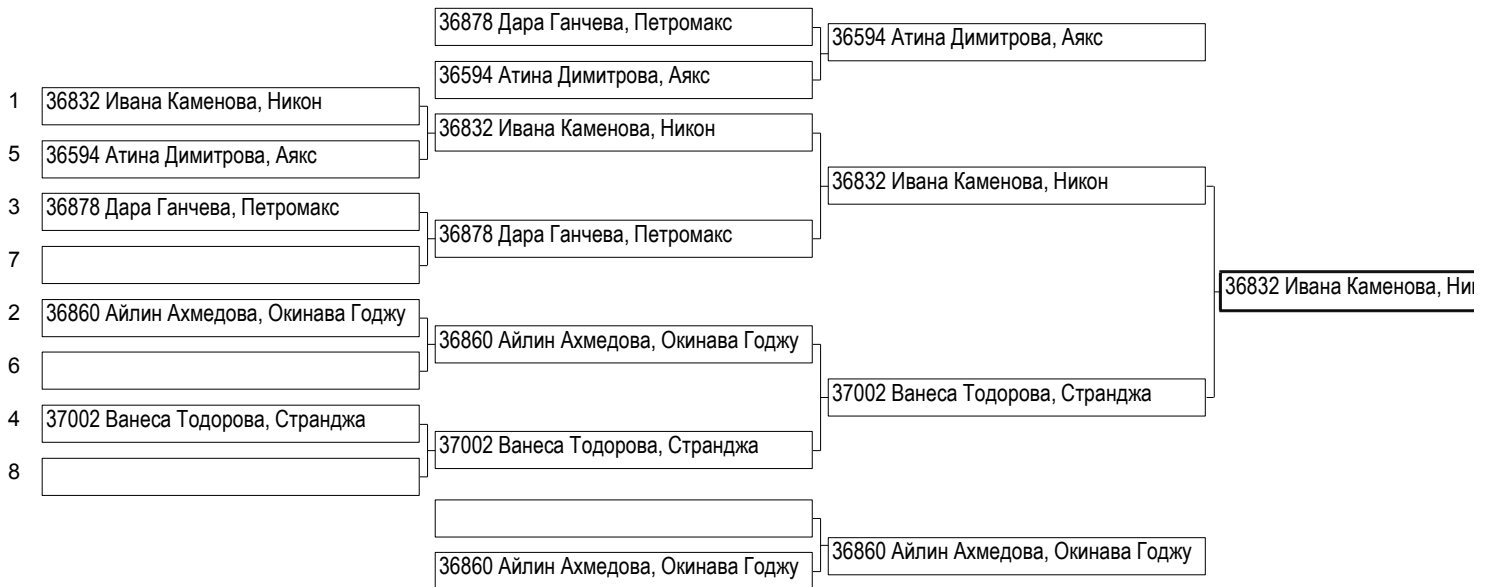 36878 Дара Ганчева, Петромакс
36594 Атина Димитрова, Аякс
36594 Атина Димитрова, Аякс
1 36832 Ивана Каменова, Никон
5 36594 Атина Димитрова, Аякс
3 36878 Дара Ганчева, Петромакс
7
2 36860 Айлин Ахмедова, Окинава Годжу
6
4 37002 Ванеса Тодорова, Странджа
8
36832 Ивана Каменова, Никон
36878 Дара Ганчева, Петромакс
36860 Айлин Ахмедова, Окинава Годжу
37002 Ванеса Тодорова, Странджа
36832 Ивана Каменова, Никон
37002 Ванеса Тодорова, Странджа
36832 Ивана Каменова,
36860 Айлин Ахмедова, Окинава Годжу
36860 Айлин Ахмедова, Окинава Годжу